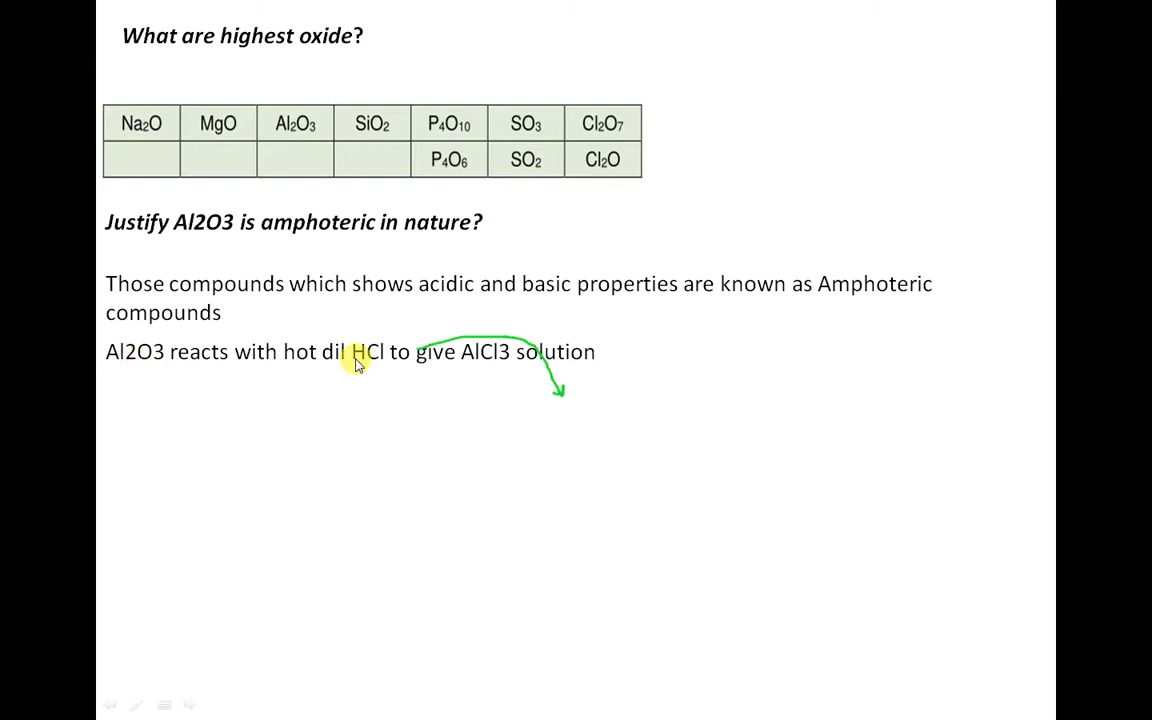 What are highest oxide?
Na2O MgO Al2O3 SiO2 P4O10 SO3 Cl2O7
P4O6 SO2 Cl2O
Justify Al2O3 is amphoteric in nature?
Those compounds which shows acidic and basic properties are known as Amphoteric
compounds
Al2O3 reacts with hot dil HCl to give AlCl3 solution